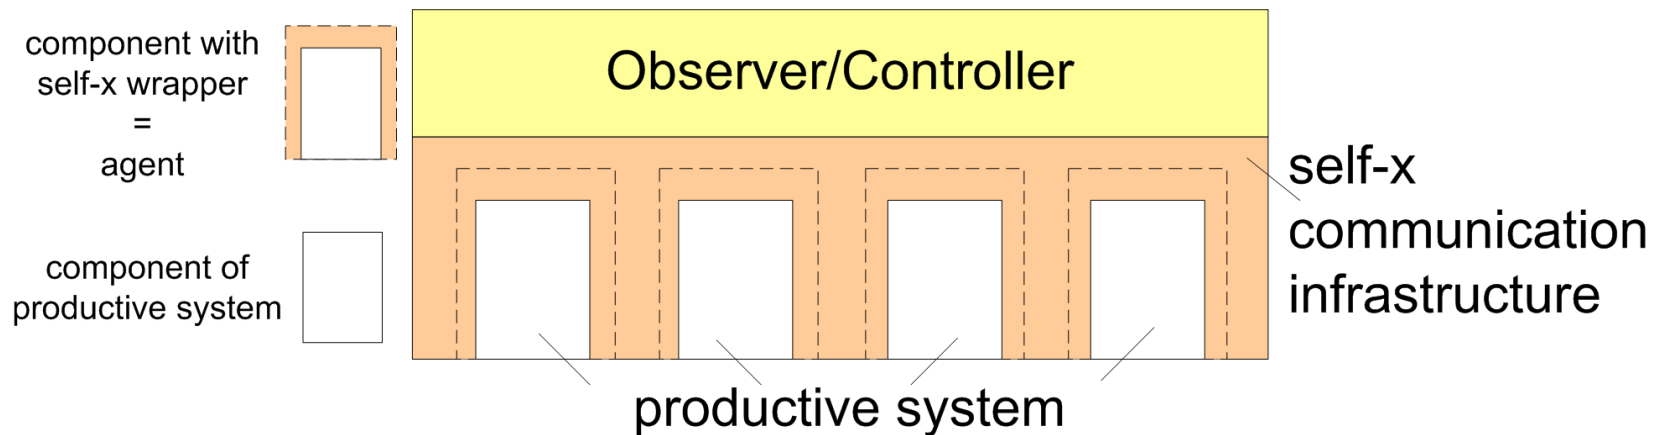 component with
self-x wrapper
=
agent
component of
productive system
Observer/Controller
self-x
communication
infrastructure
productive system